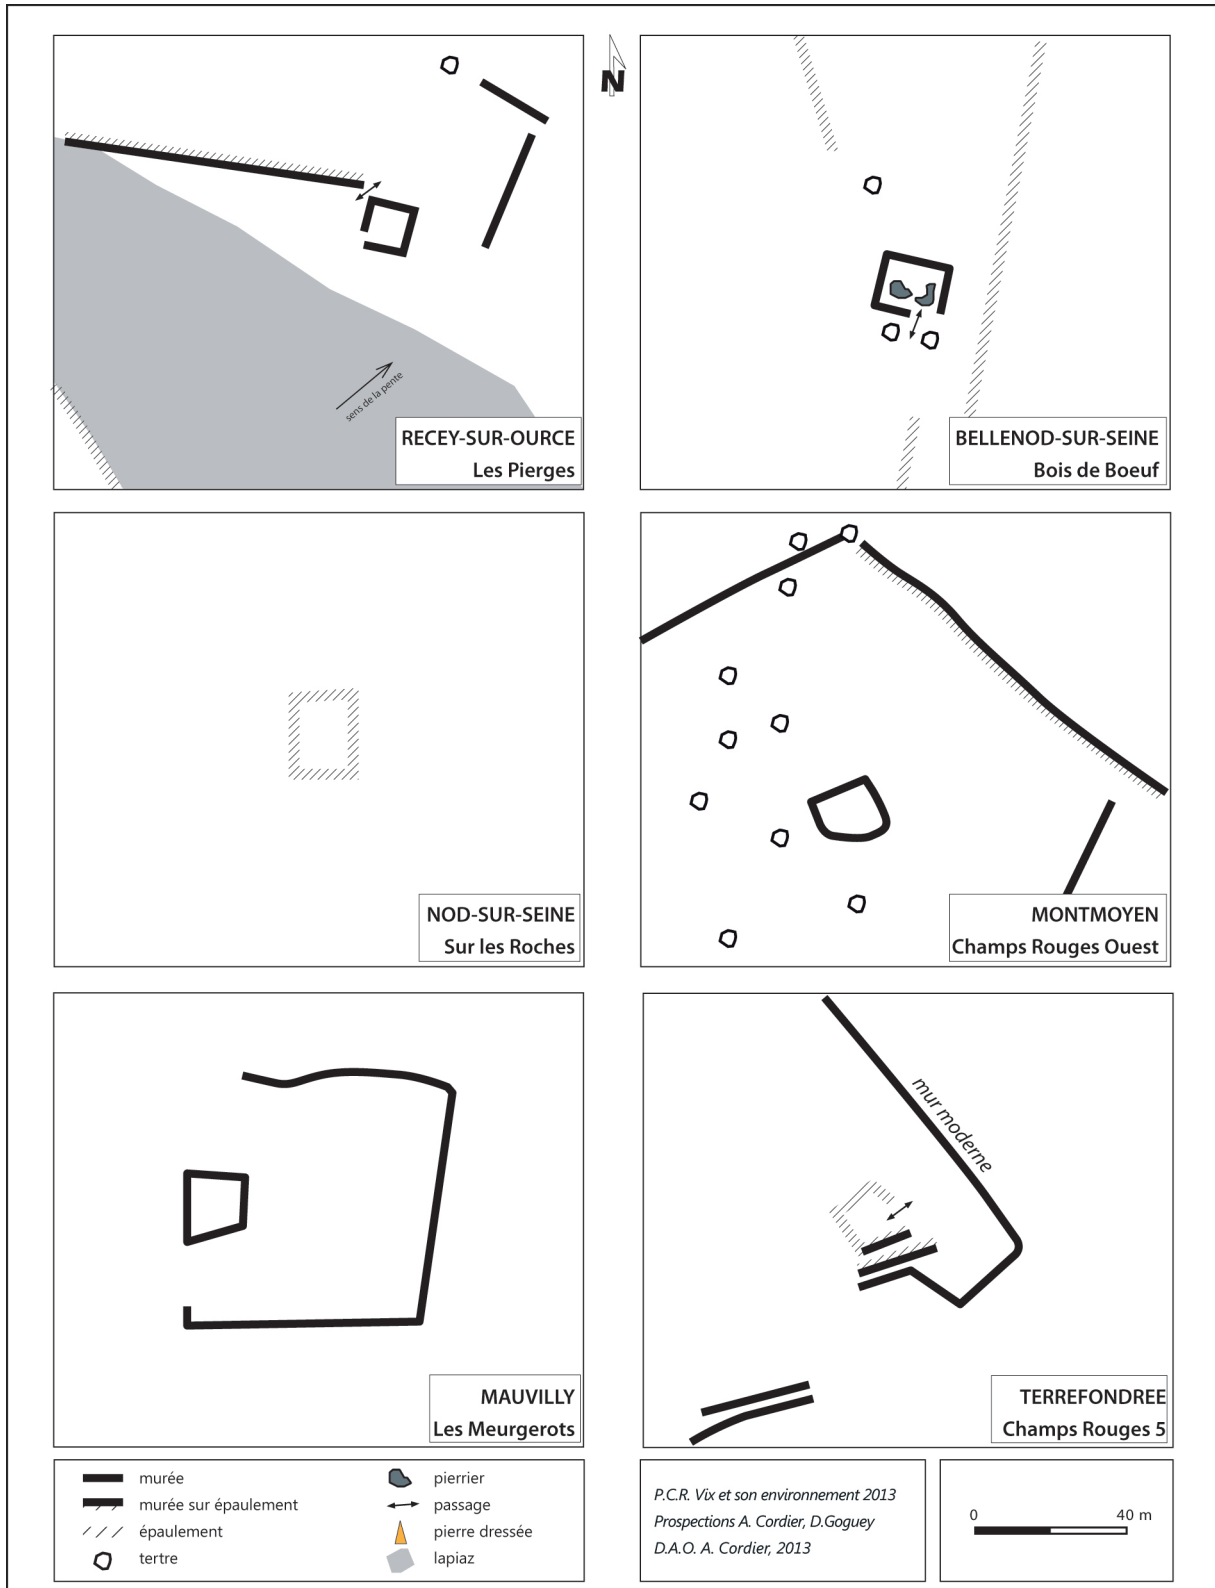 N
sens de la pente
RECEY-SUR-OURCE
Les Pierges
BELLENOD-SUR-SEINE
Bois de Boeuf
NOD-SUR-SEINE
Sur les Roches
MONTMOYEN
Champs Rouges Ouest
MAUVILLY
Les Meurgerots
mur moderne
TERREFONDREE
Champs Rouges 5
murée
murée sur épaulement
épaulement
tertre
pierrier
passage
pierre dressée
lapiaz
P.C.R. Vix et son environnement 2013
Prospections A. Cordier, D.Goguey
D.A.O. A. Cordier, 2013
0 40 m